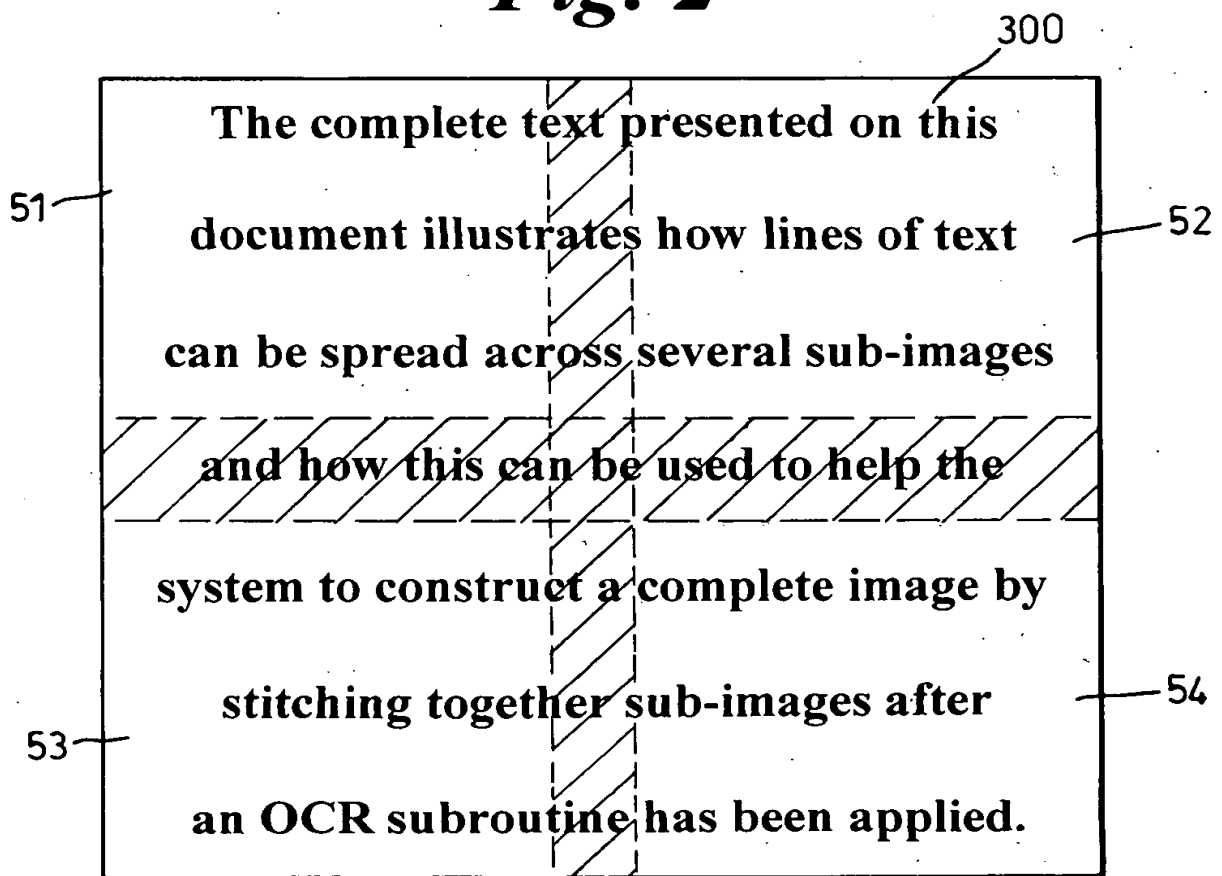 Fig. 2
300
The complete text presented on this
51
document illustrates how lines of text
52
can be spread across several sub-images
and how this can be used to help the
system to construct a complete image by
stitching together sub-images after
54
53
an OCR subroutine has been applied.